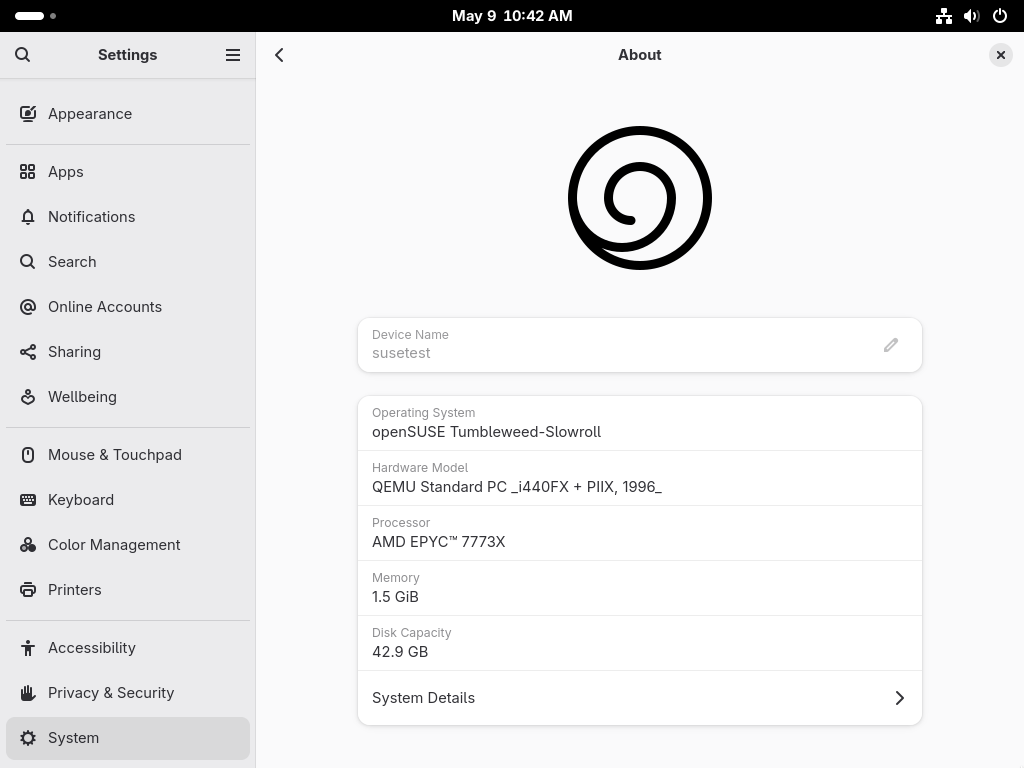 May 9 10:42 AM
Settings
About
Appearance
Apps
Notifications
Search
Online Accounts
Sharing
Wellbeing
Mouse & Touchpad
Keyboard
Color Management
Printers
Accessibility
Privacy & Security
System
Device Name
susetest
Operating System
openSUSE Tumbleweed-Slowroll
Hardware Model
QEMU Standard PC _i440FX + PIIX, 1996_
Processor
AMD EPYC™ 7773X
Memory
1.5 GiB
Disk Capacity
42.9 GB
System Details